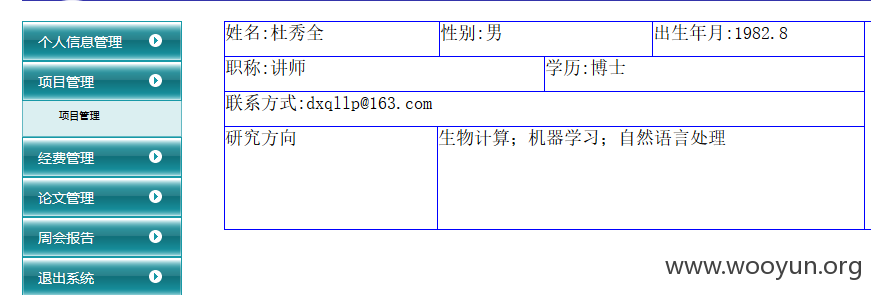 个人信息管理
项目管理
项目管理
经费管理
论文管理
周会报告
退出系统
姓名:杜秀全 性别:男 出生年月:1982.8
职称:讲师 学历:博士
联系方式:dxqllp@163.com
研究方向 生物计算；机器学习；自然语言处理
www.wooyun.org